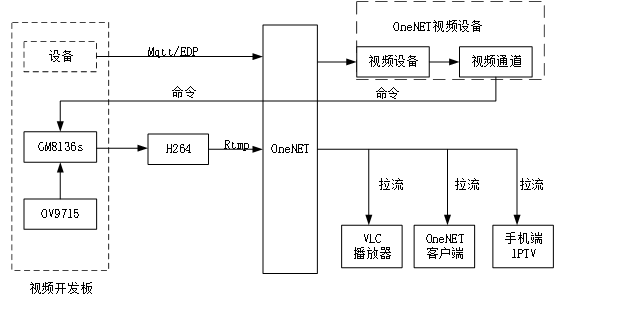 OneNET视频设备
设备
Mqtt/EDP
视频设备
视频通道
命令
命令
GM8136s
H264
Rtmp
OneNET
拉流
拉流
拉流
OV9715
VLC
播放器
OneNET
客户端
手机端
lPTV
视频开发板